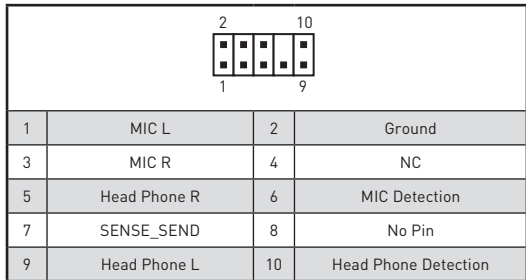 2 10
1 9
1 MIC L 2 Ground
3 MIC R 4 NC
5 Head Phone R 6 MIC Detection
7 SENSE_SEND 8 No Pin
9 Head Phone L 10 Head Phone Detection